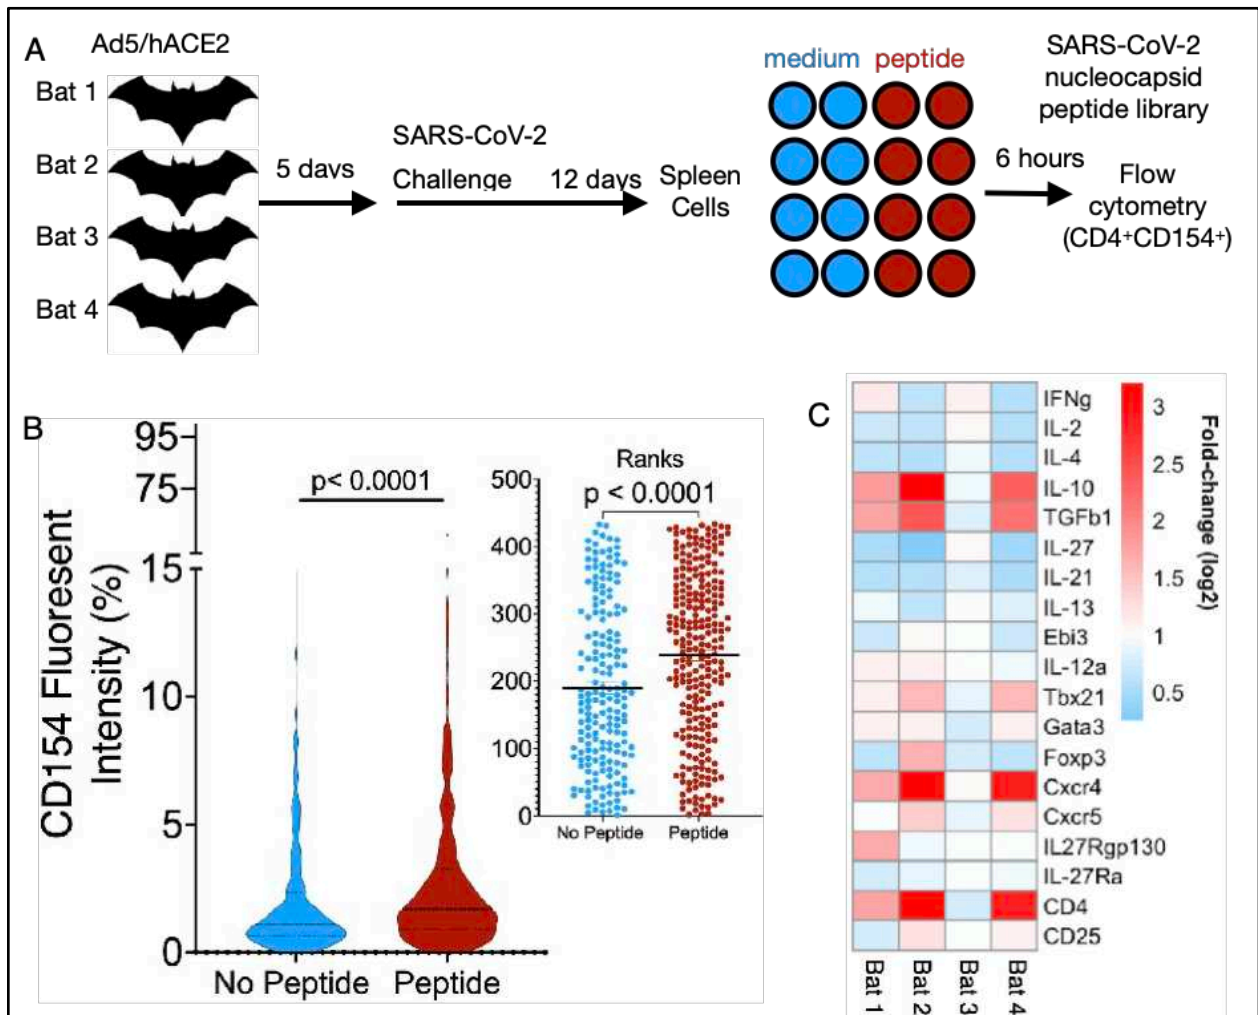 A
Ad5/hACE2
Bat 1
Bat 2
Bat 3
Bat 4
5 days
SARS-CoV-2
Challenge
12 days
Spleen
Cells
medium peptide
6 hours
SARS-CoV-2
nucleocapsid
peptide library
Flow
cytometry
(CD4+CD154+)
B
CD154 Fluoresent
Intensity (%)
95
75
15
10
5
0
p< 0.0001
No Peptide Peptide
Ranks
p < 0.0001
500
400
300
200
100
0
No Peptide Peptide
C
IFNg
IL-2
IL-4
IL-10
TGFb1
IL-27
IL-21
IL-13
Ebi3
IL-12a
Tbx21
Gata3
Foxp3
Cxcr4
Cxcr5
IL27Rgp130
IL-27Ra
CD4
CD25
Bat 1
Bat 2
Bat 3
Bat 4
3
2.5
2
1.5
1
0.5
Fold-change (log2)